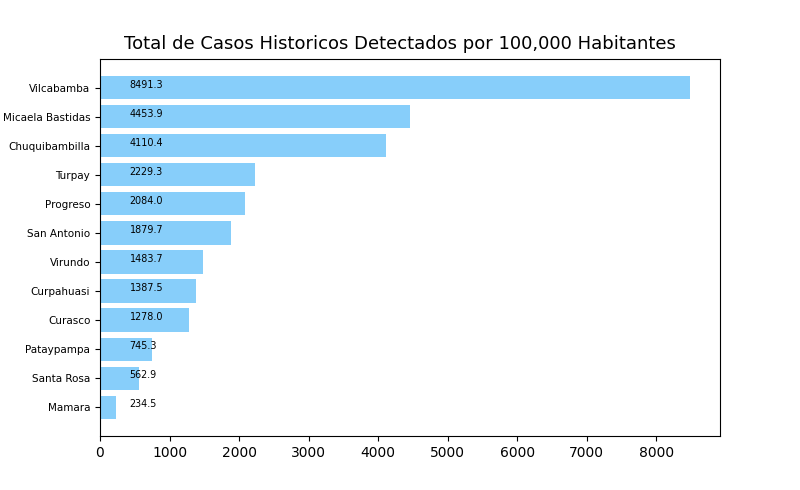 Total de Casos Historicos Detectados por 100,000 Habitantes
Vilcabamba 8491.3
Micaela Bastidas 4453.9
Chuquibambilla 4110.4
Turpay 2229.3
Progreso 2084.0
San Antonio 1879.7
Virundo 1483.7
Curpahuasi 1387.5
Curasco 1278.0
Pataypampa 745.3
Santa Rosa 562.9
Mamara 234.5
0 1000 2000 3000 4000 5000 6000 7000 8000